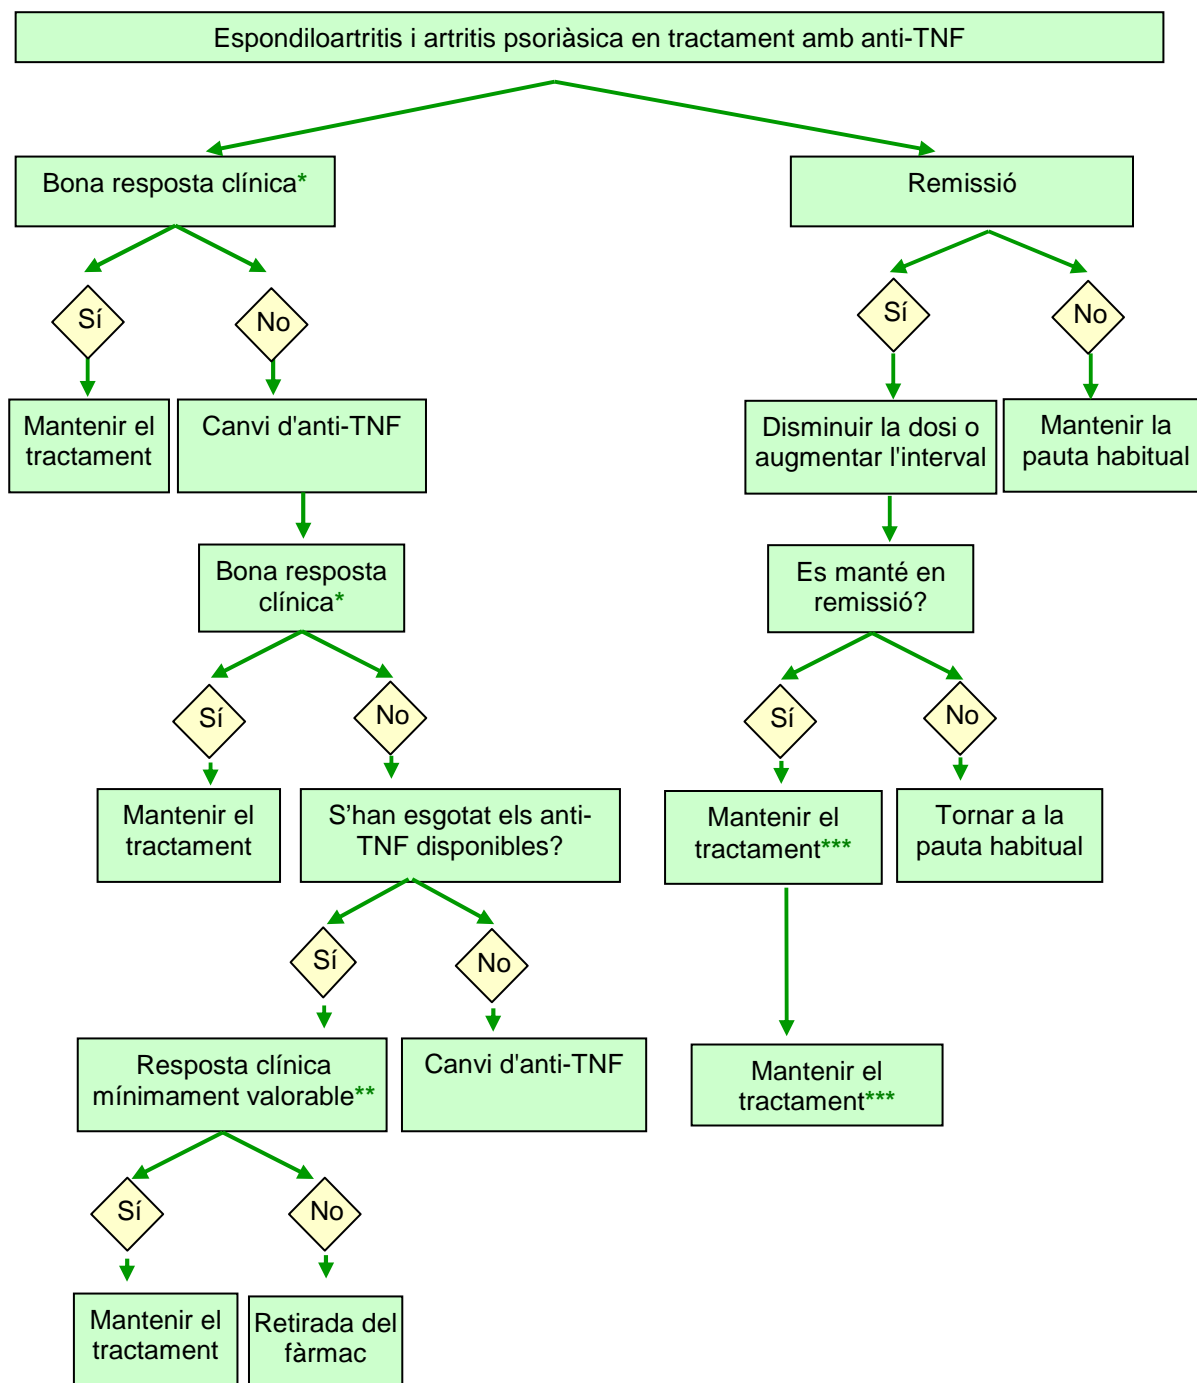 Espondiloartritis i artritis psoriàsica en tractament amb anti-TNF
Bona resposta clínica*
Remissió
Sí
No
Sí
No
Mantenir el
tractament
Canvi d'anti-TNF
Disminuir la dosi o
augmentar l'interval
Mantenir la
pauta habitual
Bona resposta
clínica*
Es manté en
remissió?
Sí
No
Sí
No
Mantenir el
tractament
S’han esgotat els anti-
TNF disponibles?
Mantenir el
tractament***
Tornar a la
pauta habitual
Sí
No
Resposta clínica
mínimament valorable**
Canvi d'anti-TNF
Mantenir el
tractament***
Sí
No
Mantenir el
tractament
Retirada del
fàrmac